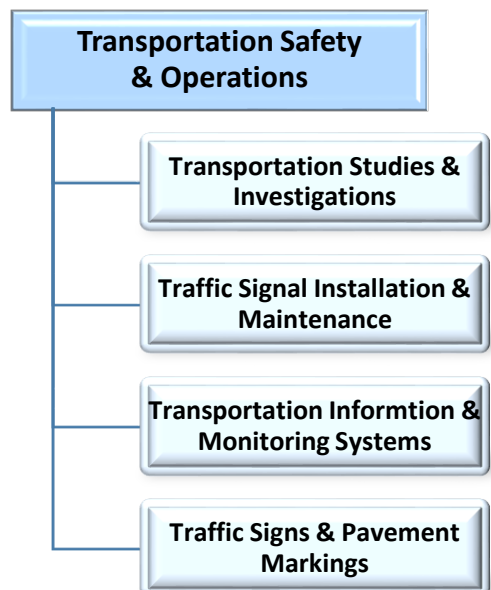 Transportation Safety
& Operations
Transportation Studies &
Investigations
Traffic Signal Installation &
Maintenance
Transportation Informtion &
Monitoring Systems
Traffic Signs & Pavement
Markings